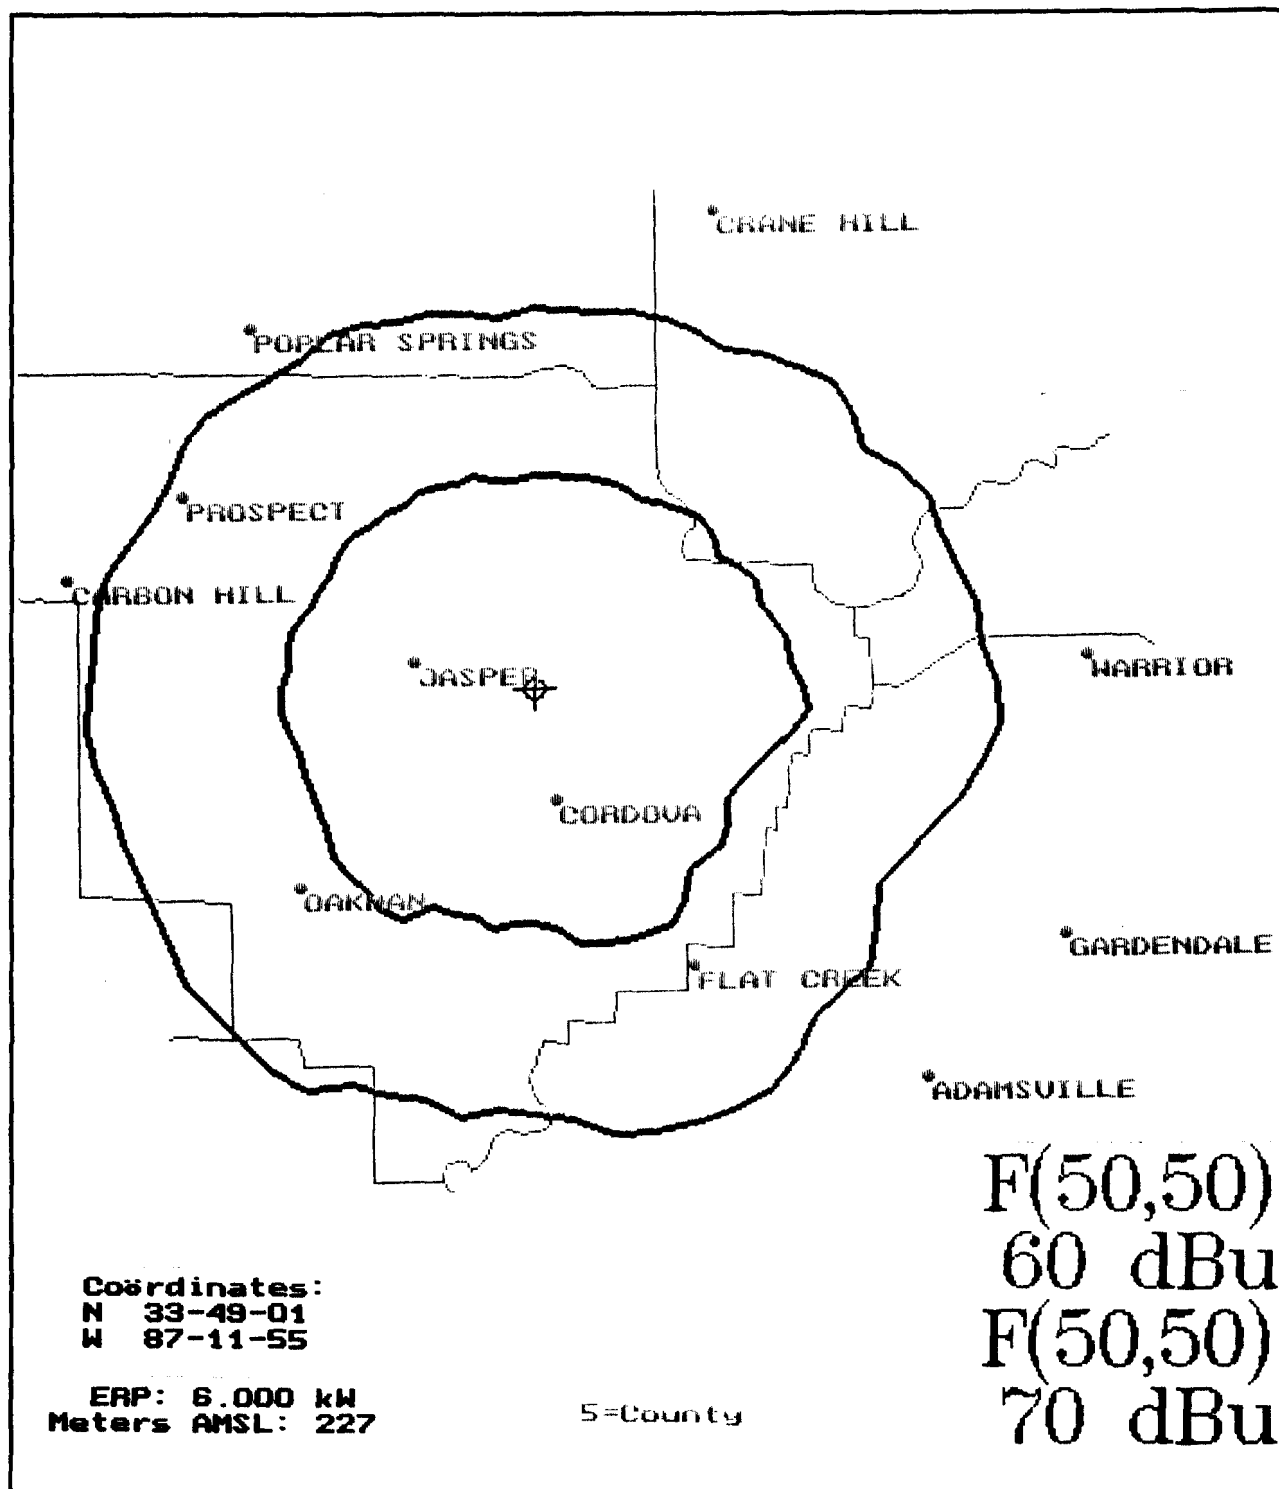 CRANE HILL
POPLAR SPRINGS
PROSPECT
CARBON HILL
JASPER
WARRIOR
CORDOVA
OAKMAN
GARDENDALE
FLAT CREEK
ADAMSVILLE
F(50,50)
60 dBu
F(50,50)
70 dBu
Coördinates:
N 33-49-01
W 87-11-55
ERP: 6.000 kW
Meters AMSL: 227
5=County